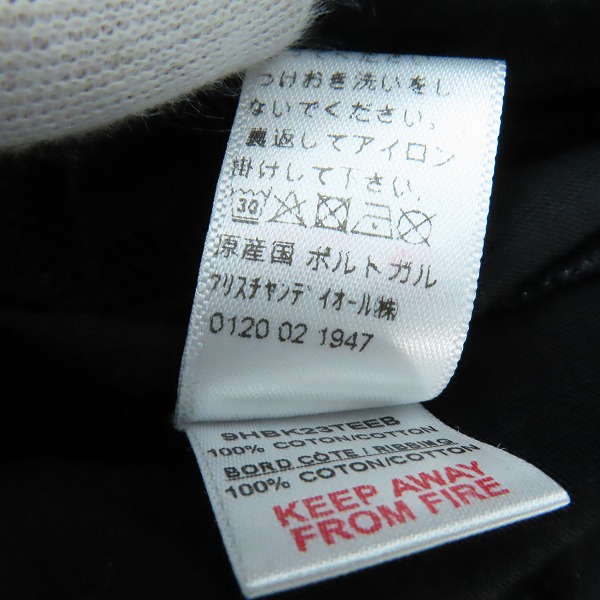 つけおき洗いをし
ないでください。
裏返してアイロン
掛けして下さい。
30
原産国 ポルトガル
クリスチャンディオール㈱
0120 02 1947
9HBK23TEEB
100% COTON/COTTON
BORD CÔTE / RIBBING
100% COTON/COTTON
KEEP AWAY
FROM FIRE